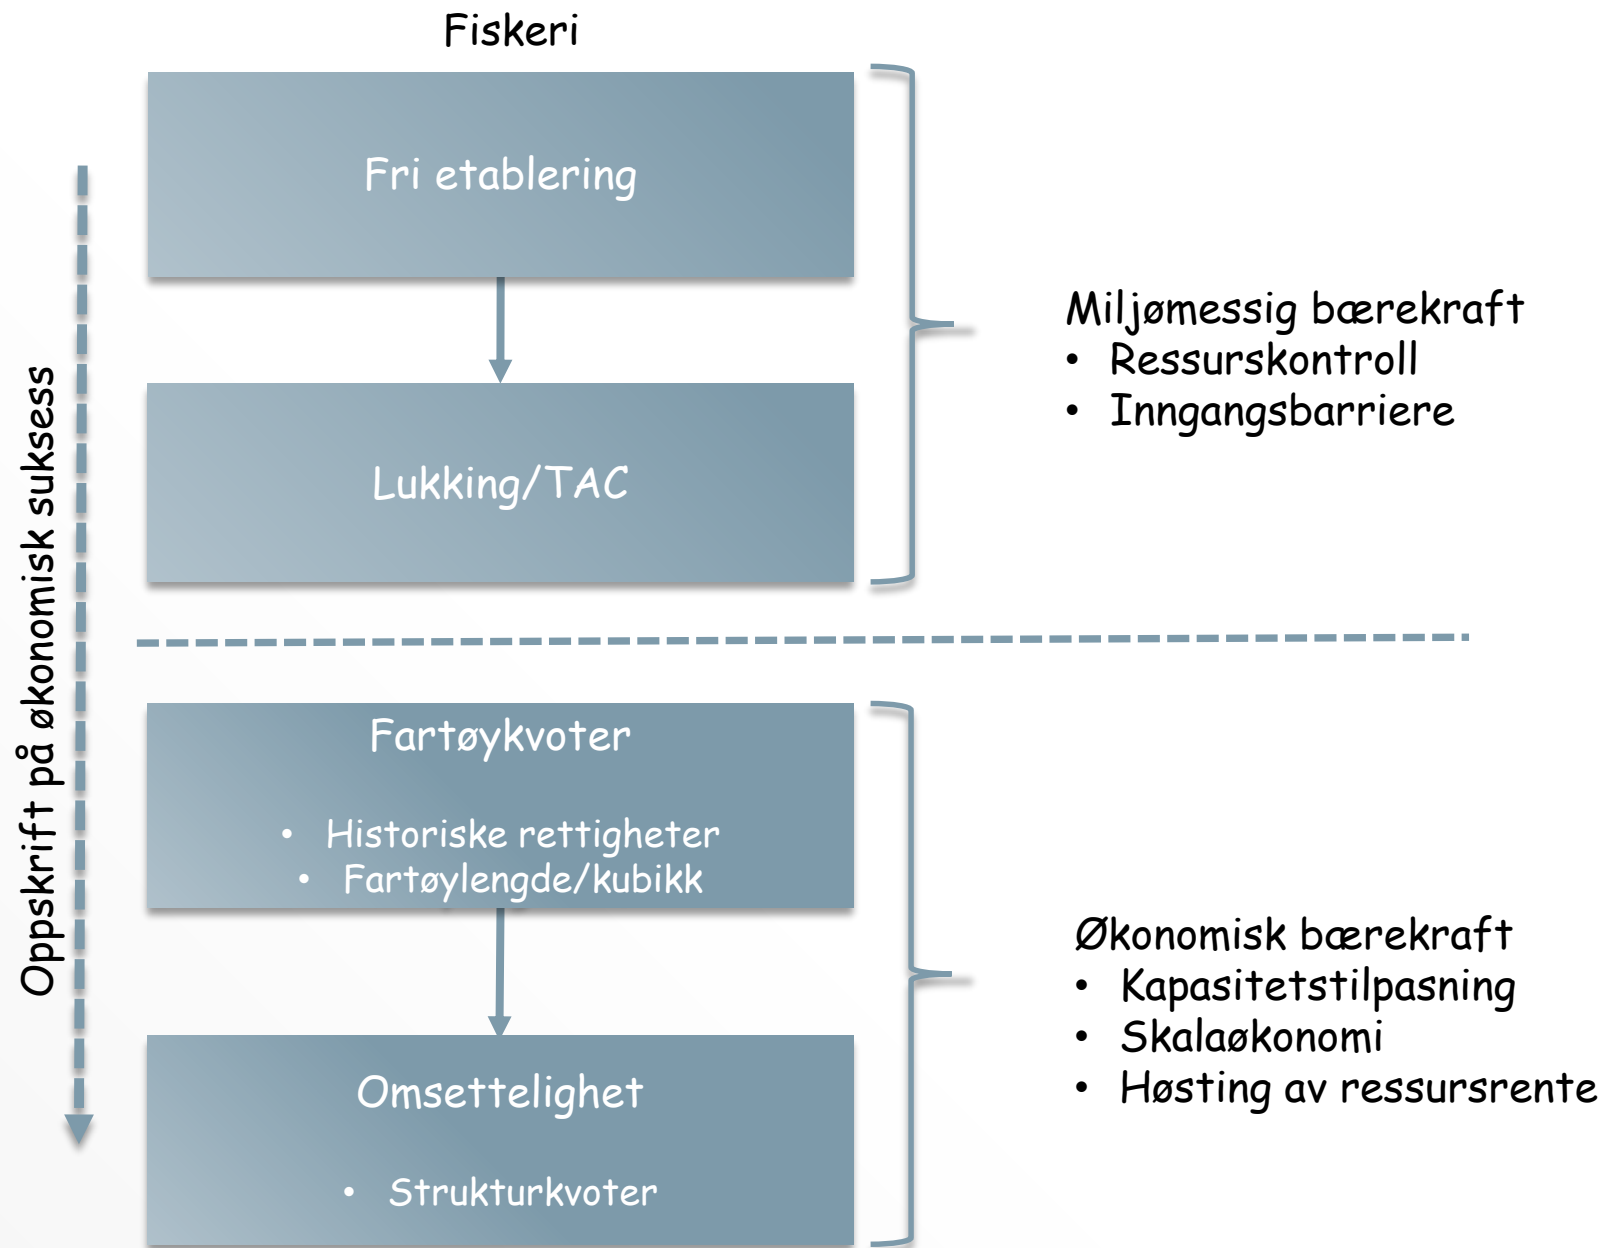 Fiskeri
Fri etablering
Lukking/TAC
Miljømessig bærekraft
• Ressurskontroll
• Inngangsbarriere
Oppskrift på økonomisk suksess
Fartøykvoter
• Historiske rettigheter
• Fartøylengde/kubikk
Omsettelighet
• Strukturkvoter
Økonomisk bærekraft
• Kapasitetstilpasning
• Skalaøkonomi
• Høsting av ressursrente